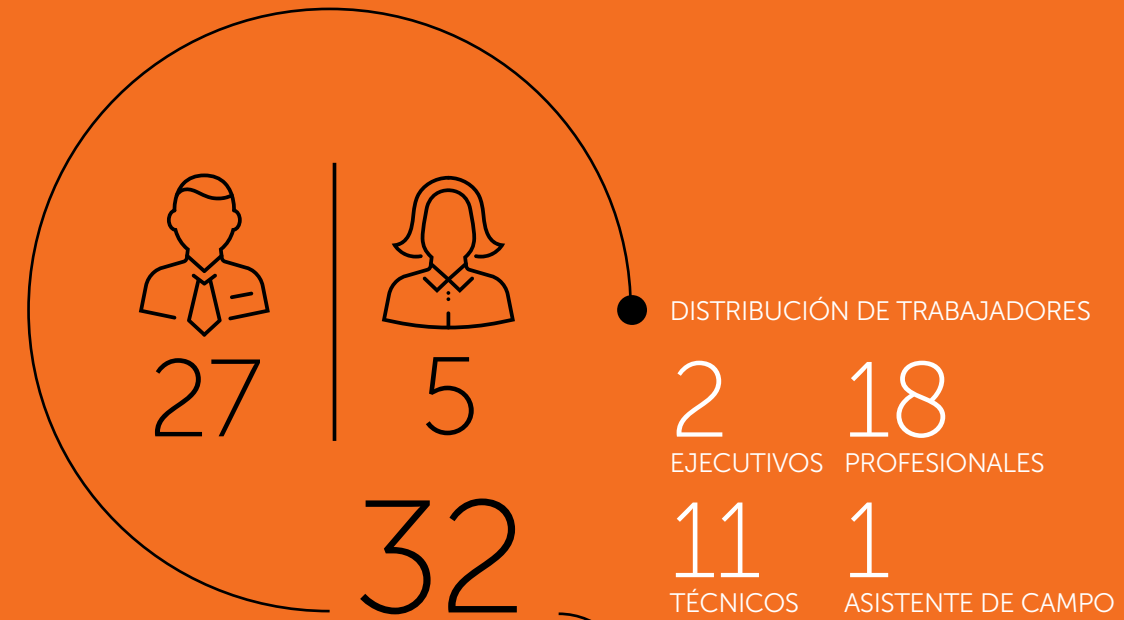 27
5
32
DISTRIBUCIÓN DE TRABAJADORES
2 18
EJECUTIVOS PROFESIONALES
11 1
TÉCNICOS ASISTENTE DE CAMPO